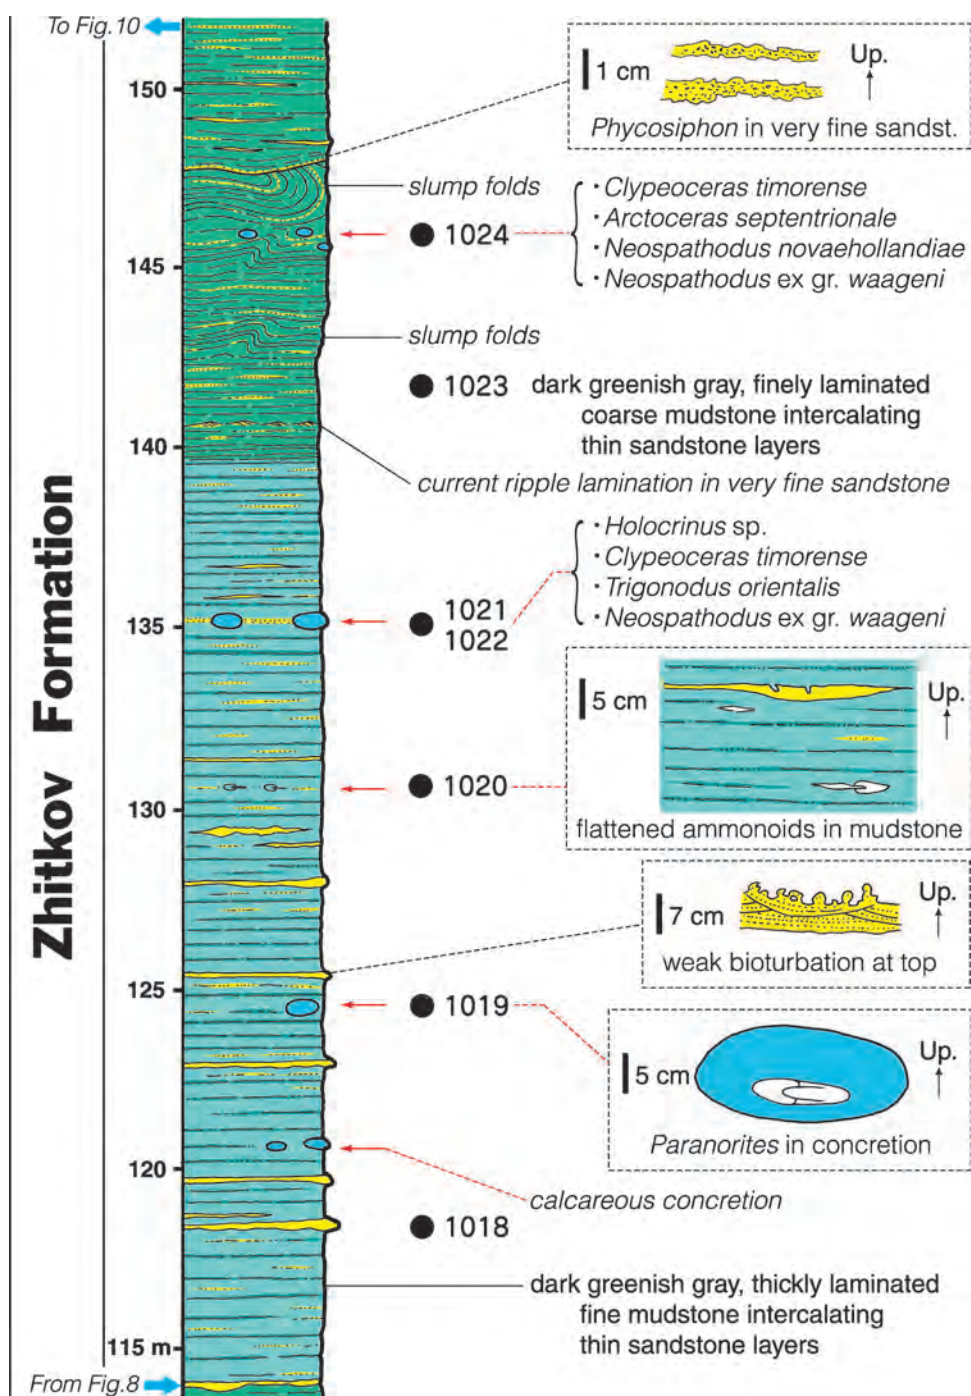 To Fig.10
150
1 cm
Up.
Phycosiphon in very fine sandst.
slump folds
1024
· Clypeoceras timorense
· Arctoceras septentrionale
· Neospathodus novaehollandiae
· Neospathodus ex gr. waageni
145
slump folds
1023
dark greenish gray, finely laminated
coarse mudstone intercalating
thin sandstone layers
140
current ripple lamination in very fine sandstone
· Holocrinus sp.
· Clypeoceras timorense
· Trigonodus orientalis
· Neospathodus ex gr. waageni
1021
1022
135
Zhitkov Formation
5 cm
Up.
flattened ammonoids in mudstone
1020
130
7 cm
Up.
weak bioturbation at top
125
1019
5 cm
Up.
Paranorites in concretion
120
calcareous concretion
1018
dark greenish gray, thickly laminated
fine mudstone intercalating
thin sandstone layers
115 m
From Fig.8